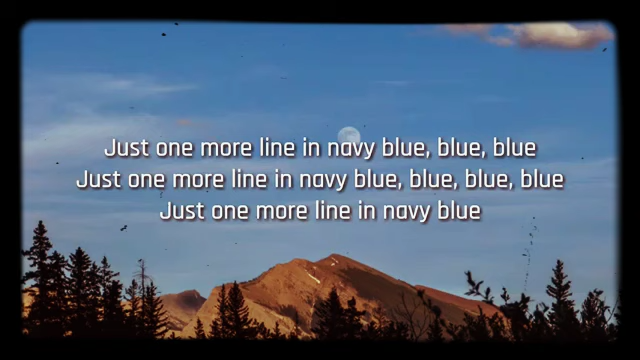 Just one more line in navy blue, blue, blue
Just one more line in navy blue, blue, blue, blue
Just one more line in navy blue